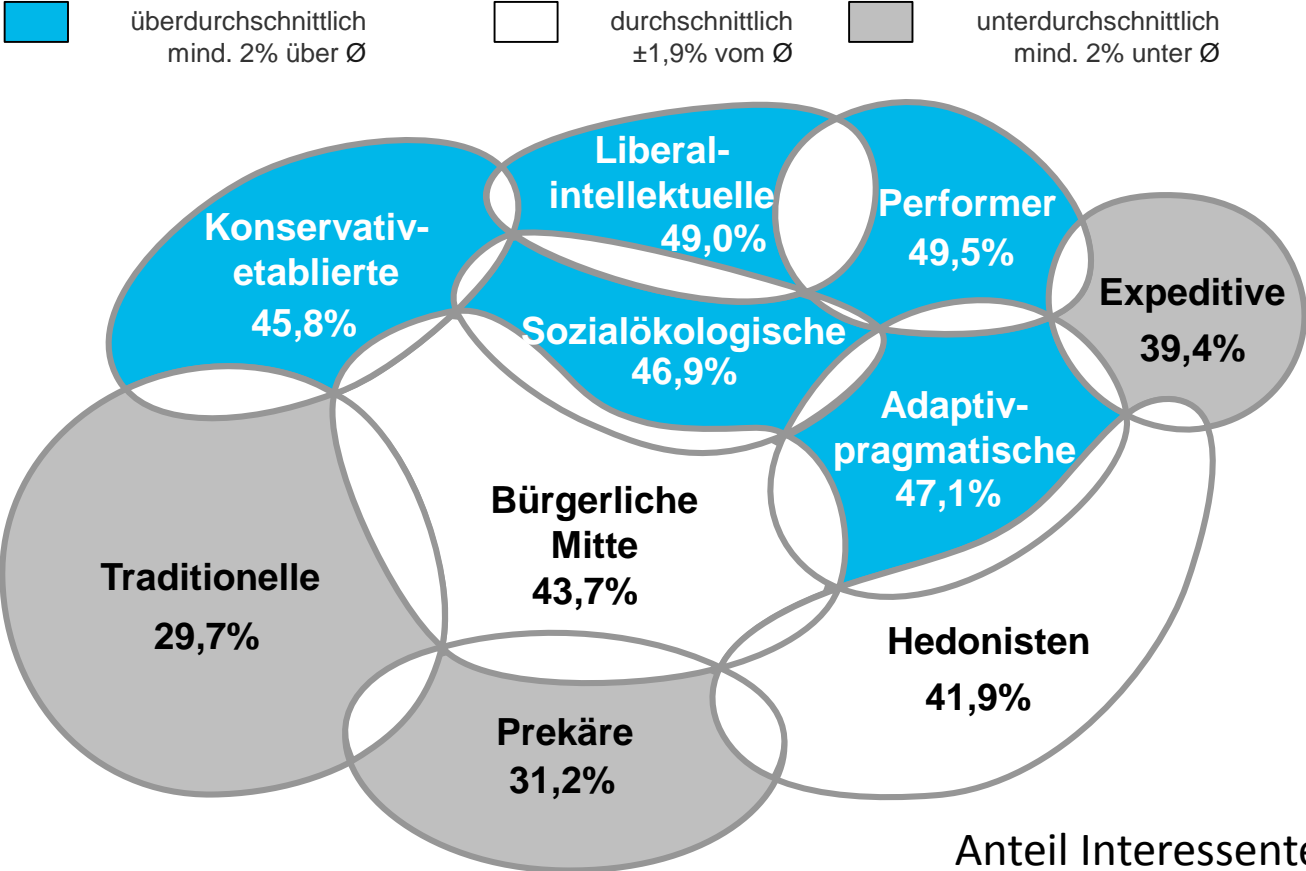 überdurchschnittlich
mind. 2% über Ø
durchschnittlich
±1,9% vom Ø
unterdurchschnittlich
mind. 2% unter Ø
Liberal-
intellektuelle
49,0%
Performer
49,5%
Konservativ-
etablierte
45,8%
Expeditive
39,4%
Sozialökologische
46,9%
Adaptiv-
pragmatische
47,1%
Bürgerliche
Mitte
43,7%
Traditionelle
29,7%
Hedonisten
41,9%
Prekäre
31,2%
Anteil Interessente